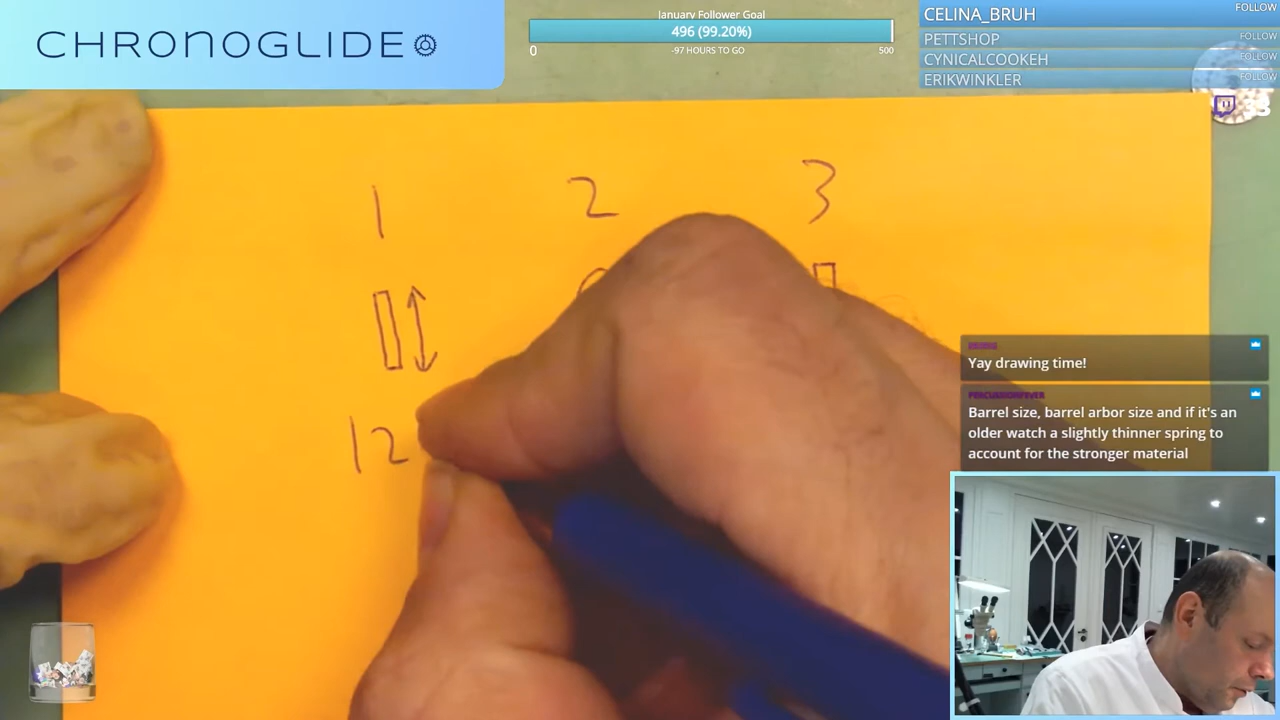 CHRONOGLIDE
January Follower Goal
496 (99.20%)
0
-97 HOURS TO GO
500
CELINA_BRUH FOLLOW
PETTSHOP FOLLOW
CYNICALCOOKEH FOLLOW
ERIKWINKLER FOLLOW
33
1 2 3
12
Yay drawing time!
PERCUSSIONFEVER
Barrel size, barrel arbor size and if it's an
older watch a slightly thinner spring to
account for the stronger material